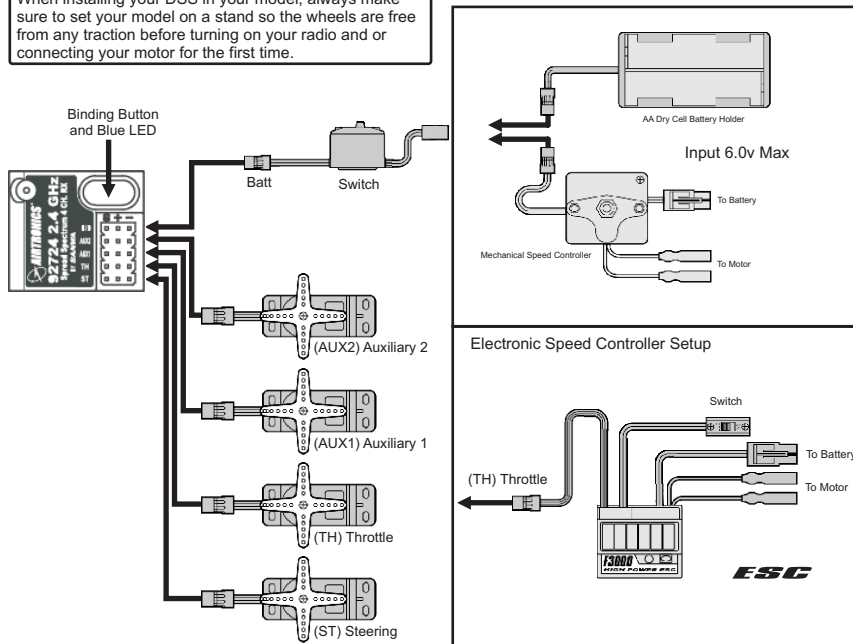 When installing your DSS in your model, always make
sure to set your model on a stand so the wheels are free
from any traction before turning on your radio and or
connecting your motor for the first time.
Binding Button
and Blue LED
Batt
Switch
AIRTRONICS
92724 2.4 GHz
Spread Spectrum 4 CH. RX
S + -
B/D
AUX2
AUX1
TH
ST
(AUX2) Auxiliary 2
(AUX1) Auxiliary 1
(TH) Throttle
(ST) Steering
AA Dry Cell Battery Holder
Input 6.0v Max
To Battery
Mechanical Speed Controller
To Motor
Electronic Speed Controller Setup
Switch
To Battery
To Motor
(TH) Throttle
F3000
HIGH POWER ESC
ESC